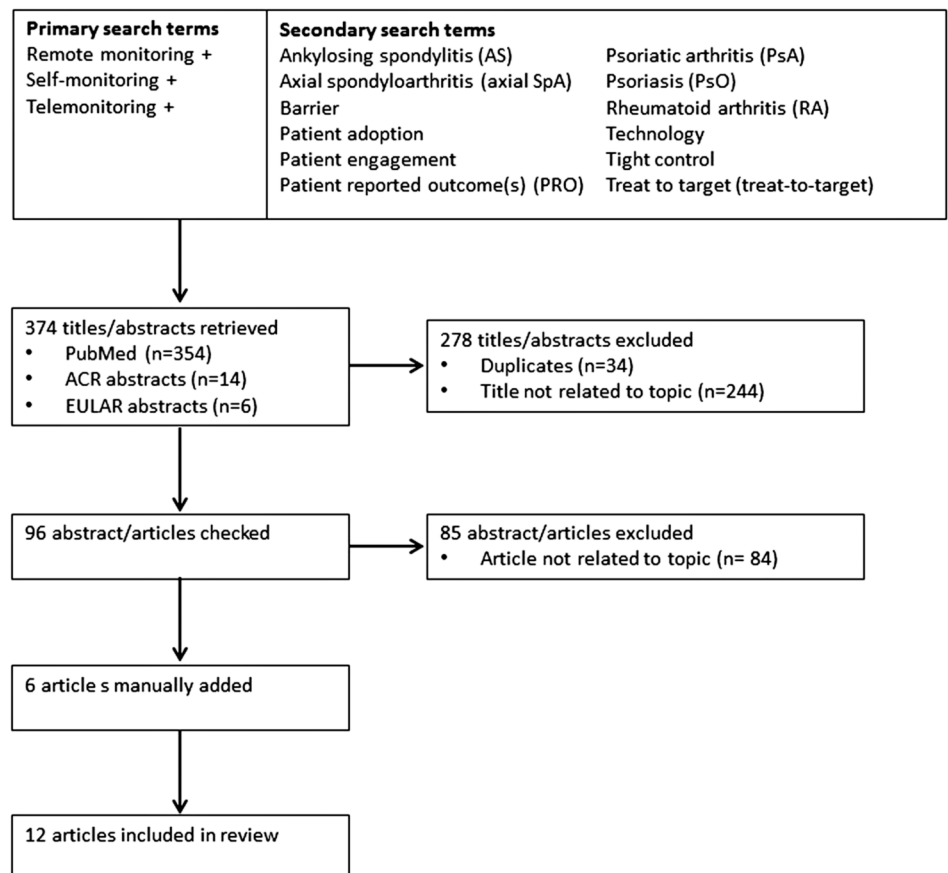 Primary search terms
Remote monitoring +
Self-monitoring +
Telemonitoring +
Secondary search terms
Ankylosing spondylitis (AS)
Axial spondyloarthritis (axial SpA)
Barrier
Patient adoption
Patient engagement
Patient reported outcome(s) (PRO)
Psoriatic arthritis (PsA)
Psoriasis (PsO)
Rheumatoid arthritis (RA)
Technology
Tight control
Treat to target (treat-to-target)
374 titles/abstracts retrieved
• PubMed (n=354)
• ACR abstracts (n=14)
• EULAR abstracts (n=6)
278 titles/abstracts excluded
• Duplicates (n=34)
• Title not related to topic (n=244)
96 abstract/articles checked
85 abstract/articles excluded
• Article not related to topic (n= 84)
6 article s manually added
12 articles included in review